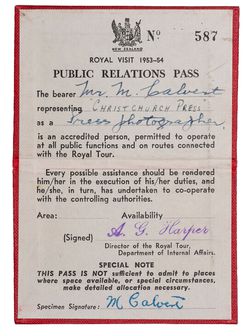 NEW ZEALAND
Nº 587
ROYAL VISIT 1953-54
PUBLIC RELATIONS PASS
The bearer Mr. M. Calvert
representing "CHRISTCHURCH PRESS"
as a Press photographer
is an accredited person, permitted to operate
at all public functions and on routes connected
with the Royal Tour.
Every possible assistance should be rendered
him/her in the execution of his/her duties, and
he/she, in turn, has undertaken to co-operate
with the controlling authorities.
Area: Availability
(Signed) A. G. Harper
Director of the Royal Tour,
Department of Internal Affairs.
SPECIAL NOTE
THIS PASS IS NOT sufficient to admit to places
where space available, or special circumstances,
make detailed allocation necessary.
Specimen Signature: M Calvert